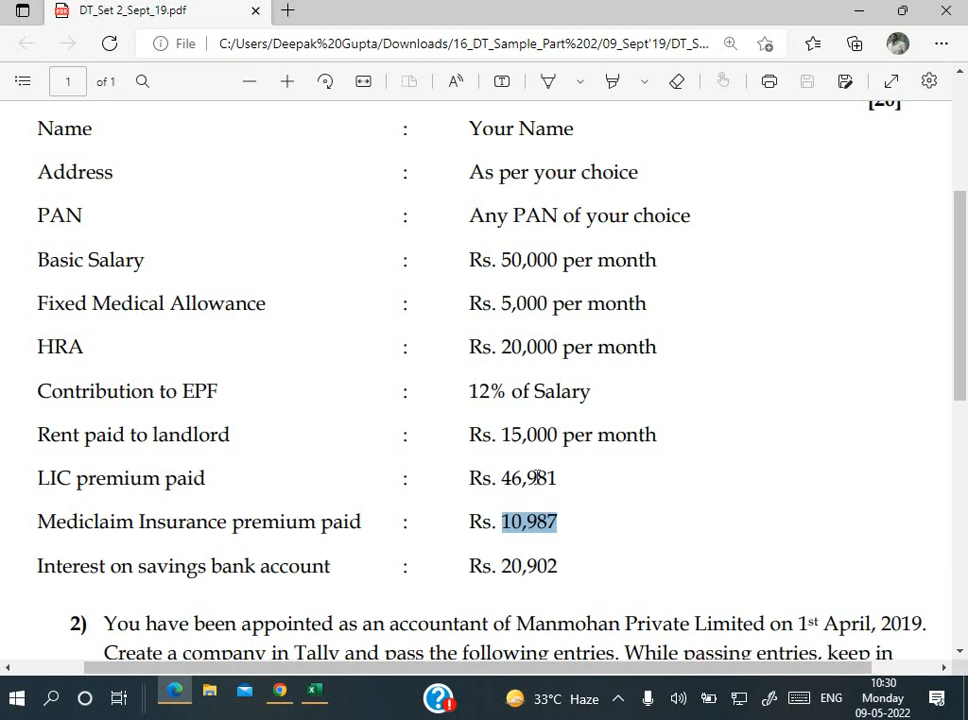 DT_Set 2_Sept_19.pdf
File C:/Users/Deepak%20Gupta/Downloads/16_DT_Sample_Part%202/09_Sept'19/DT_S...
1 of 1
Name : Your Name
Address : As per your choice
PAN : Any PAN of your choice
Basic Salary : Rs. 50,000 per month
Fixed Medical Allowance : Rs. 5,000 per month
HRA : Rs. 20,000 per month
Contribution to EPF : 12% of Salary
Rent paid to landlord : Rs. 15,000 per month
LIC premium paid : Rs. 46,981
Mediclaim Insurance premium paid : Rs. 10,987
Interest on savings bank account : Rs. 20,902
2) You have been appointed as an accountant of Manmohan Private Limited on 1st April, 2019.
Create a company in Tally and pass the following entries. While passing entries, keep in
33°C Haze ENG 10:30
Monday
09-05-2022